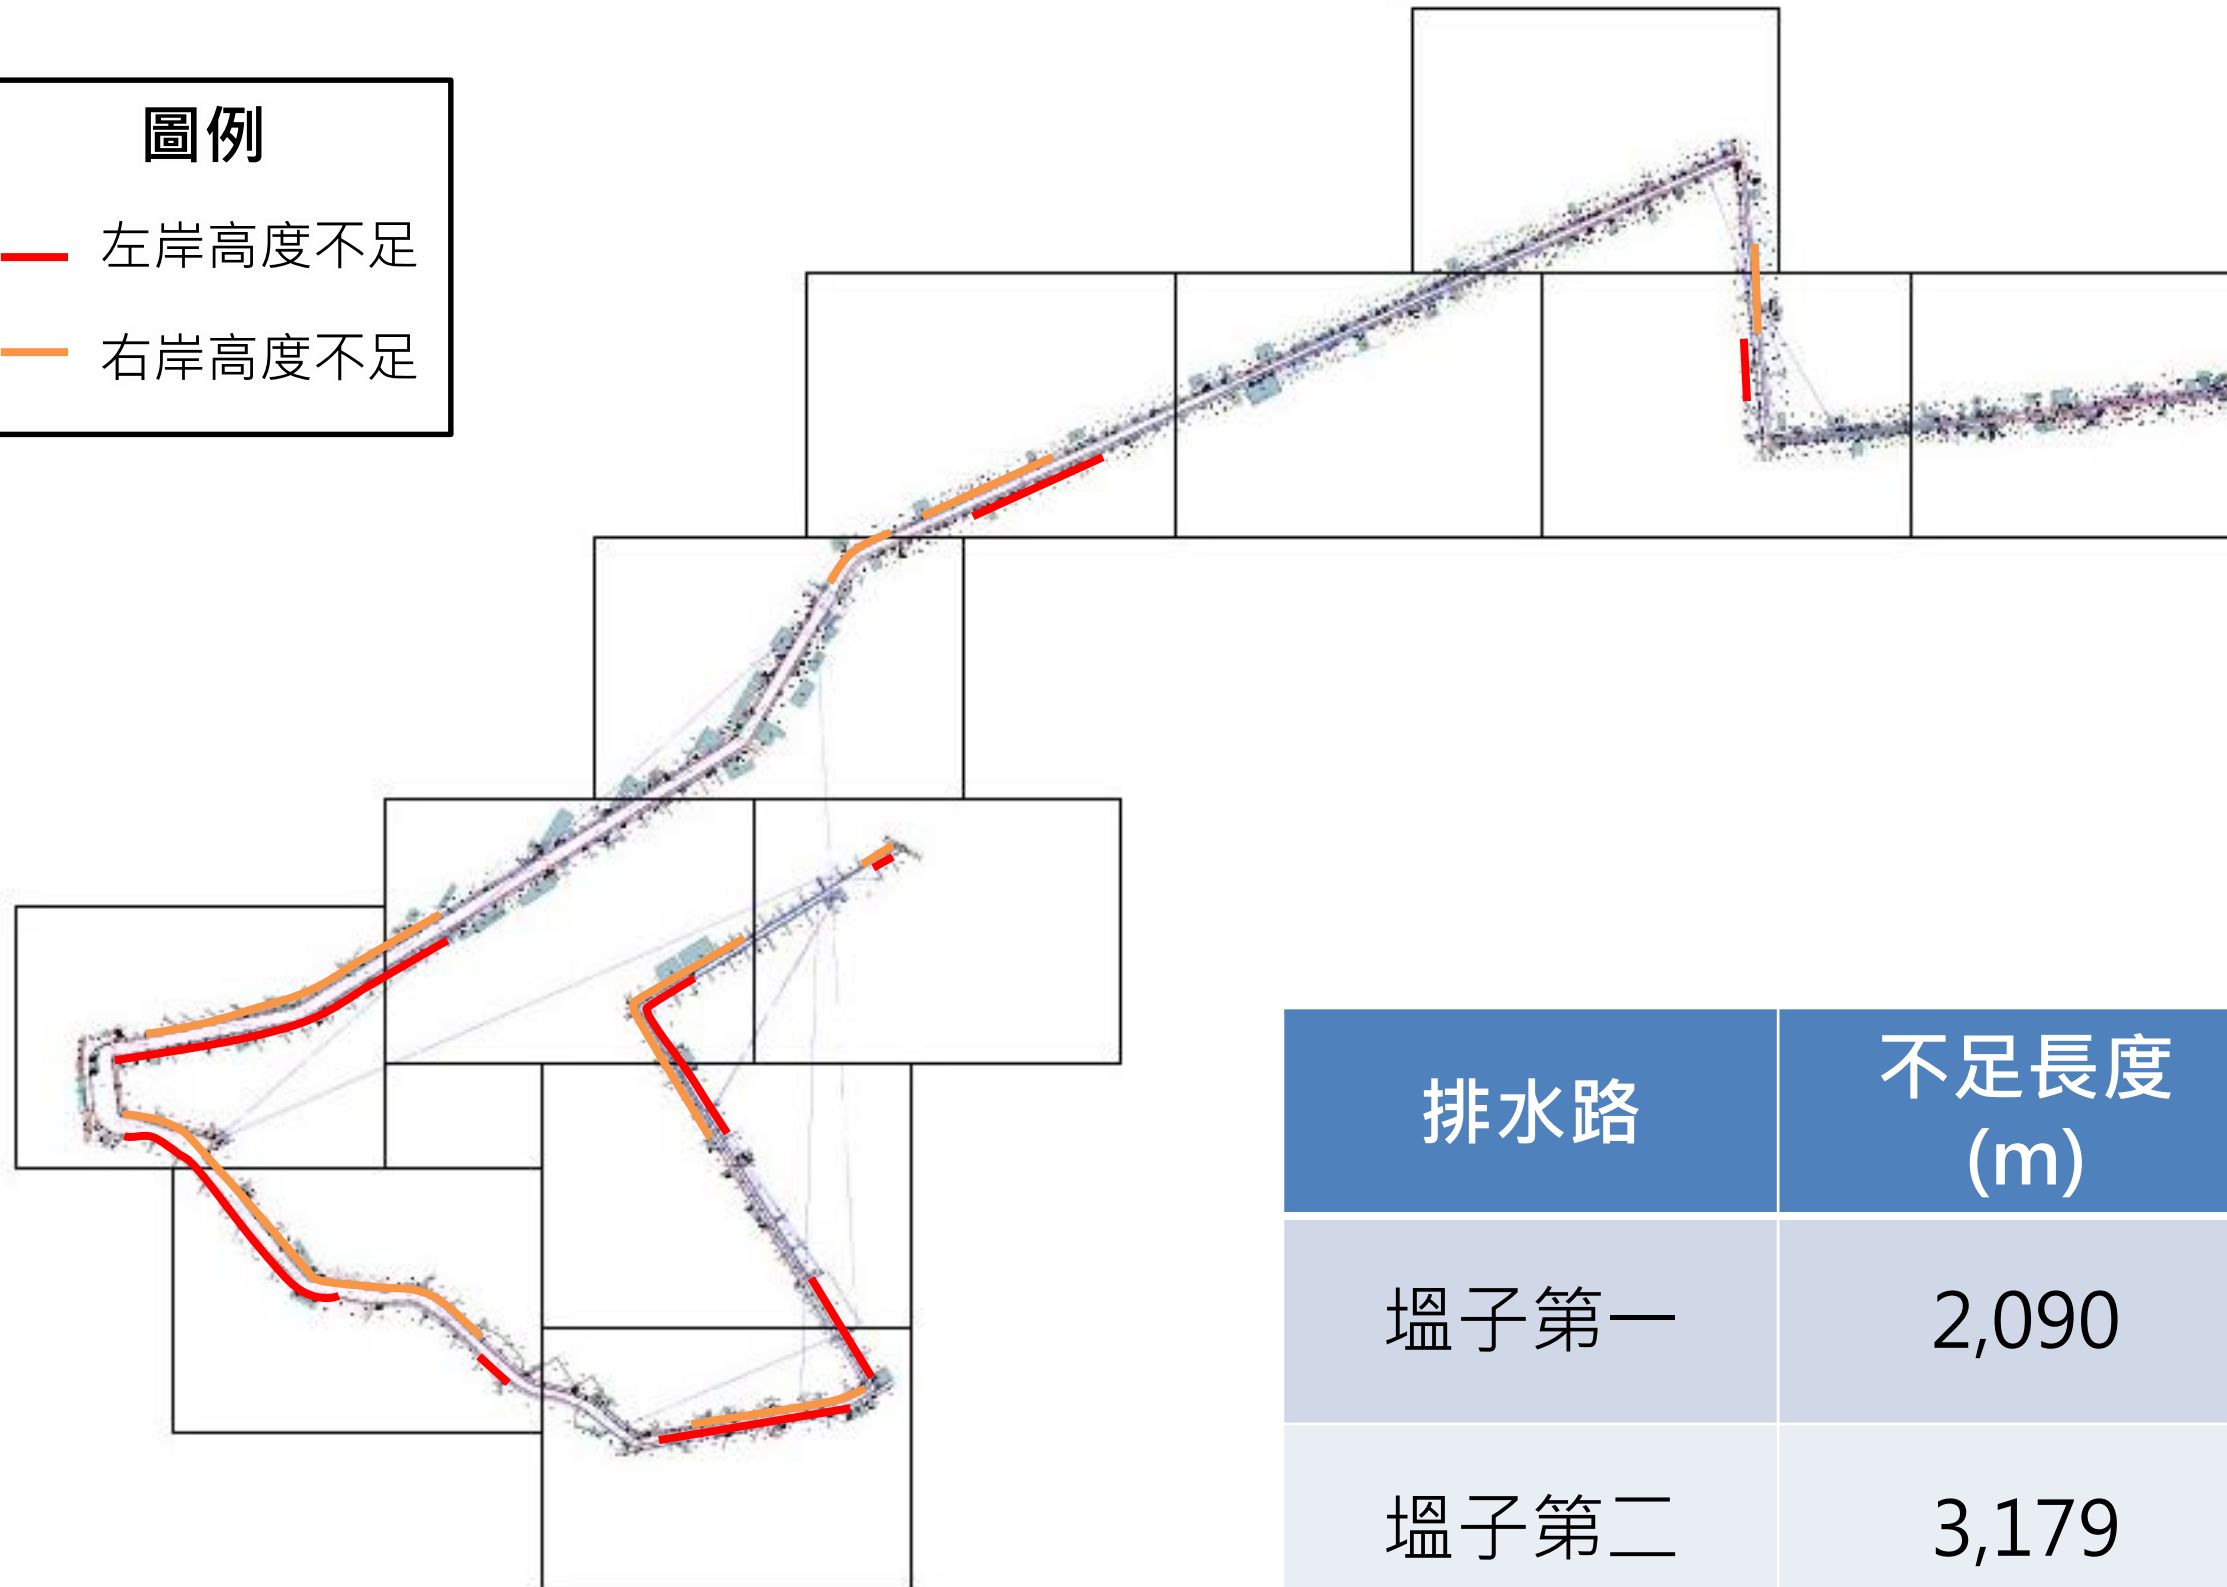 圖例
左岸高度不足
右岸高度不足
排水路
不足長度
(m)
塭子第一
2,090
塭子第二
3,179